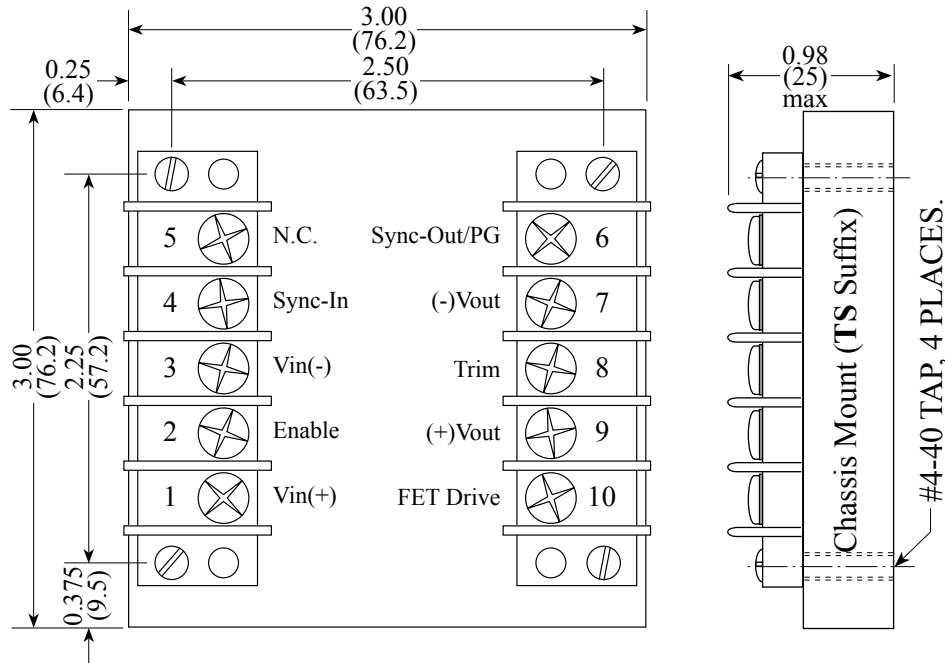 3.00
(76.2)
2.50
(63.5)
0.25
(6.4)
0.98
(25)
max
3.00
(76.2)
2.25
(57.2)
0.375
(9.5)
5 N.C.
4 Sync-In
3 Vin(-)
2 Enable
1 Vin(+)
Sync-Out/PG 6
(-)Vout 7
Trim 8
(+)Vout 9
FET Drive 10
Chassis Mount (TS Suffix)
#4-40 TAP, 4 PLACES.